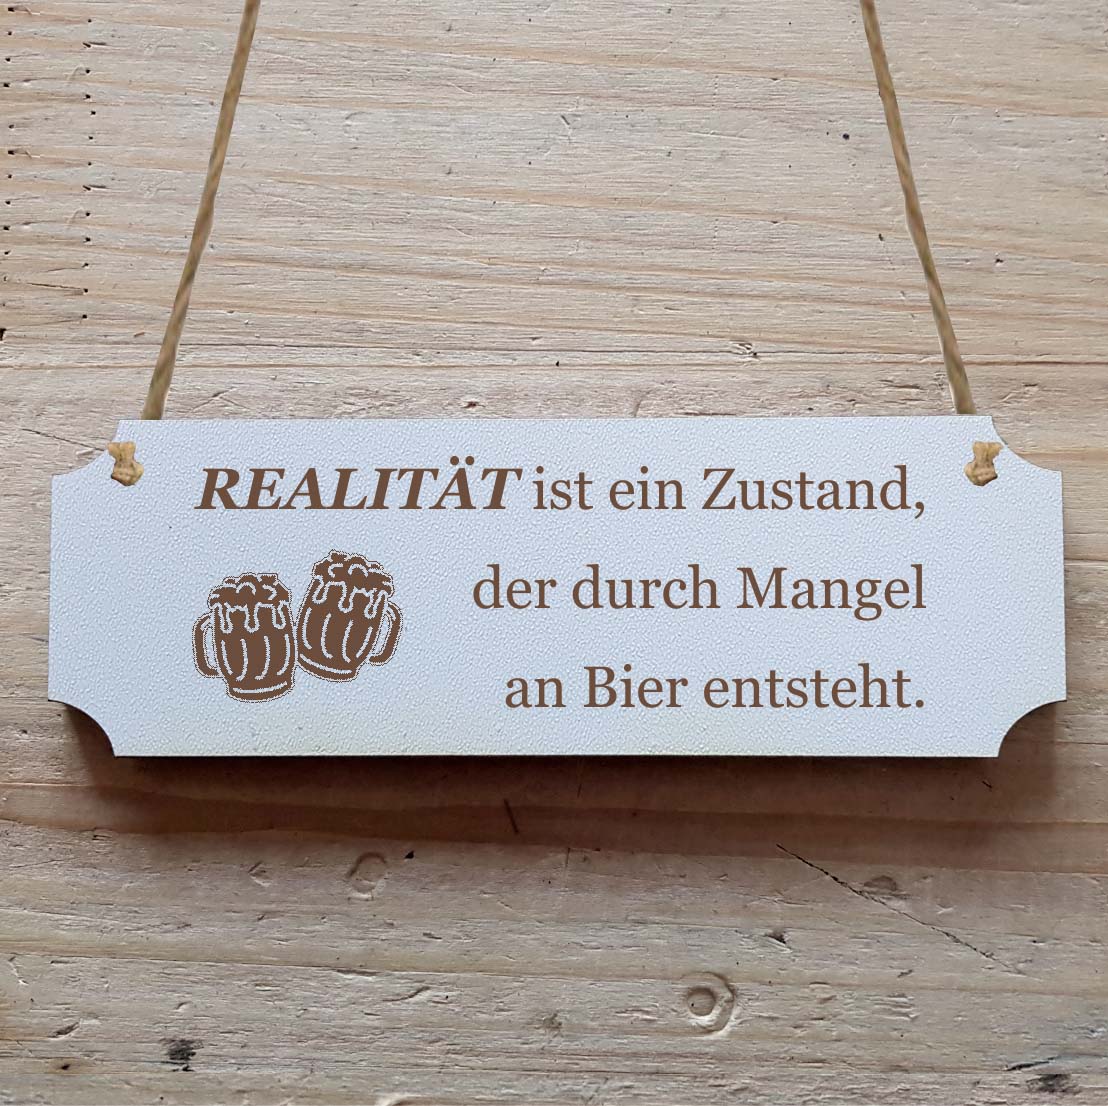 REALITÄT ist ein Zustand,
der durch Mangel
an Bier entsteht.